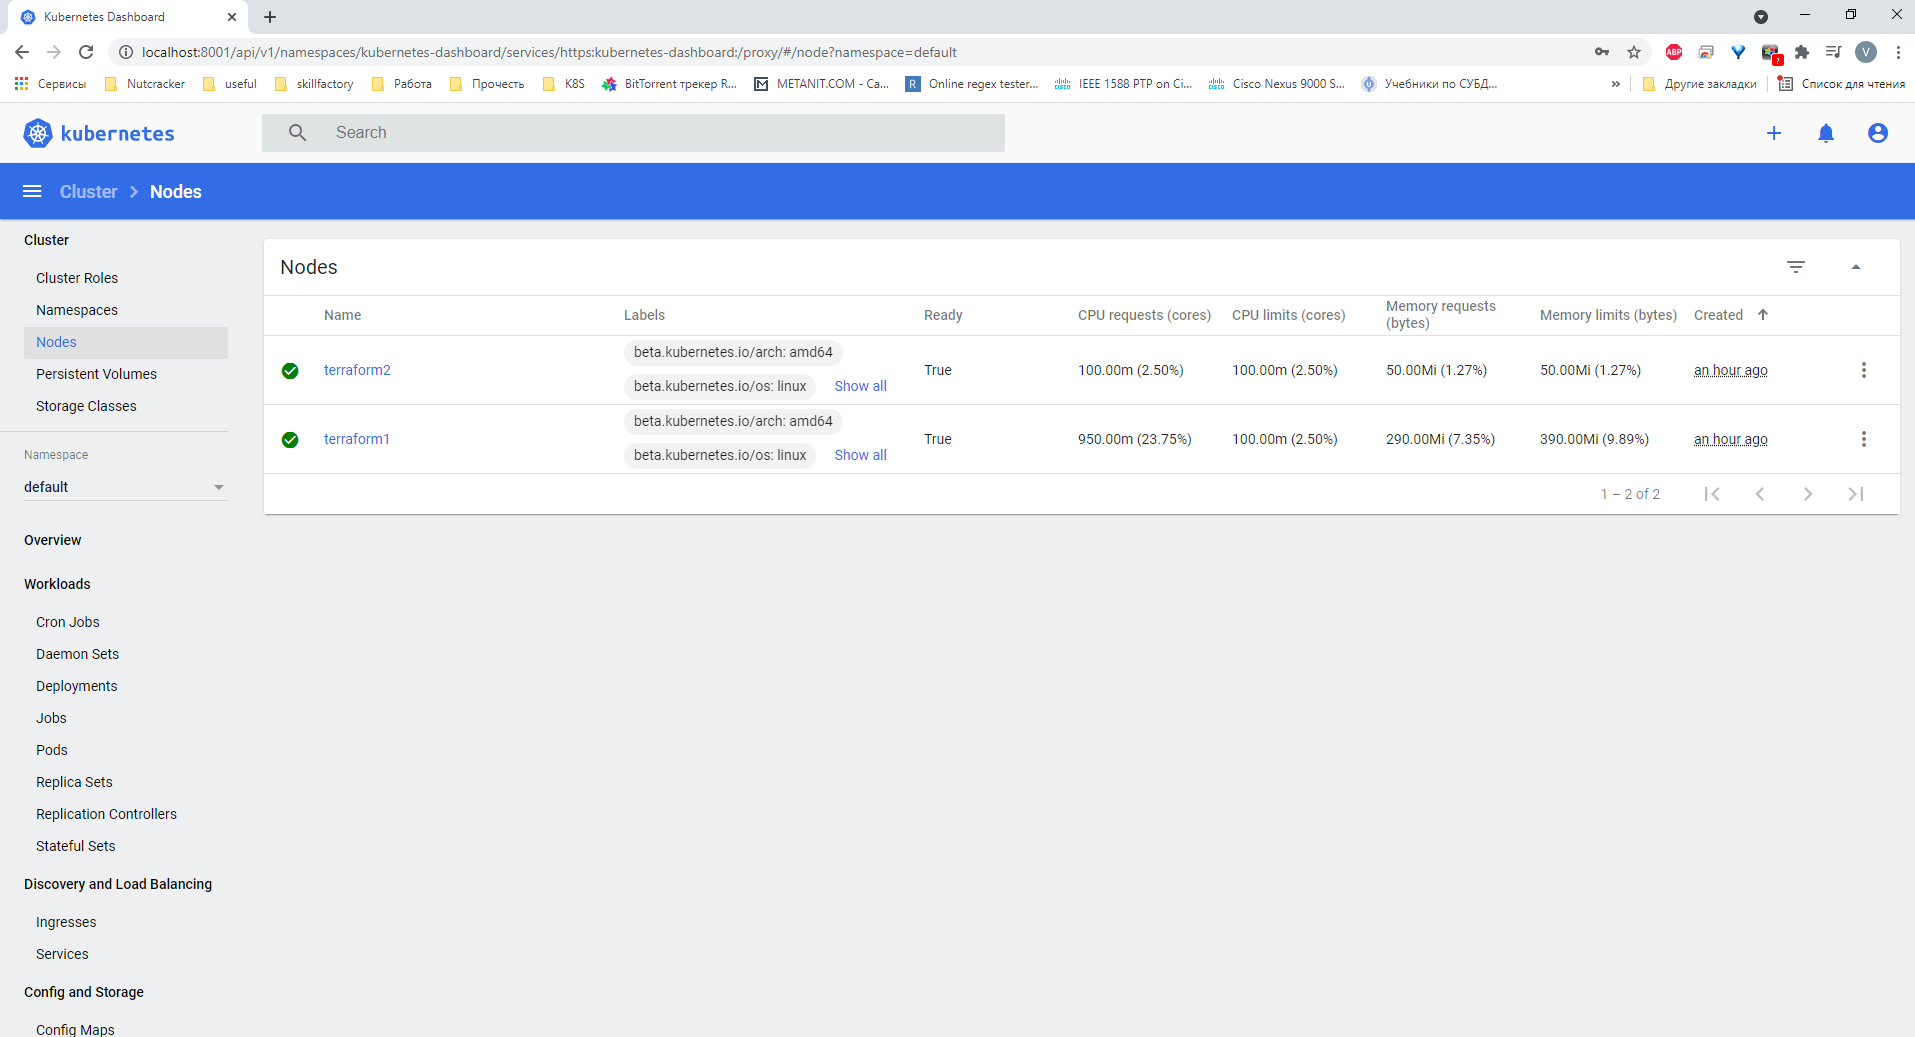 Kubernetes Dashboard
localhost:8001/api/v1/namespaces/kubernetes-dashboard/services/https:kubernetes-dashboard:/proxy/#/node?namespace=default
ABP
V
Сервисы Nutcracker useful skillfactory Работа Прочесть K8S BitTorrent трекер R... METANIT.COM - Са... R Online regex tester... IEEE 1588 PTP on Ci... Cisco Nexus 9000 S... Учебники по СУБД... » Другие закладки Список для чтения
kubernetes
Search
Cluster Nodes
Cluster
Cluster Roles
Namespaces
Nodes
Persistent Volumes
Storage Classes
Namespace
default
Overview
Workloads
Cron Jobs
Daemon Sets
Deployments
Jobs
Pods
Replica Sets
Replication Controllers
Stateful Sets
Discovery and Load Balancing
Ingresses
Services
Config and Storage
Config Maps
Nodes
Name Labels Ready CPU requests (cores) CPU limits (cores) Memory requests (bytes) Memory limits (bytes) Created
terraform2 beta.kubernetes.io/arch: amd64 True 100.00m (2.50%) 100.00m (2.50%) 50.00Mi (1.27%) 50.00Mi (1.27%) an hour ago
beta.kubernetes.io/os: linux Show all
terraform1 beta.kubernetes.io/arch: amd64 True 950.00m (23.75%) 100.00m (2.50%) 290.00Mi (7.35%) 390.00Mi (9.89%) an hour ago
beta.kubernetes.io/os: linux Show all
1 – 2 of 2